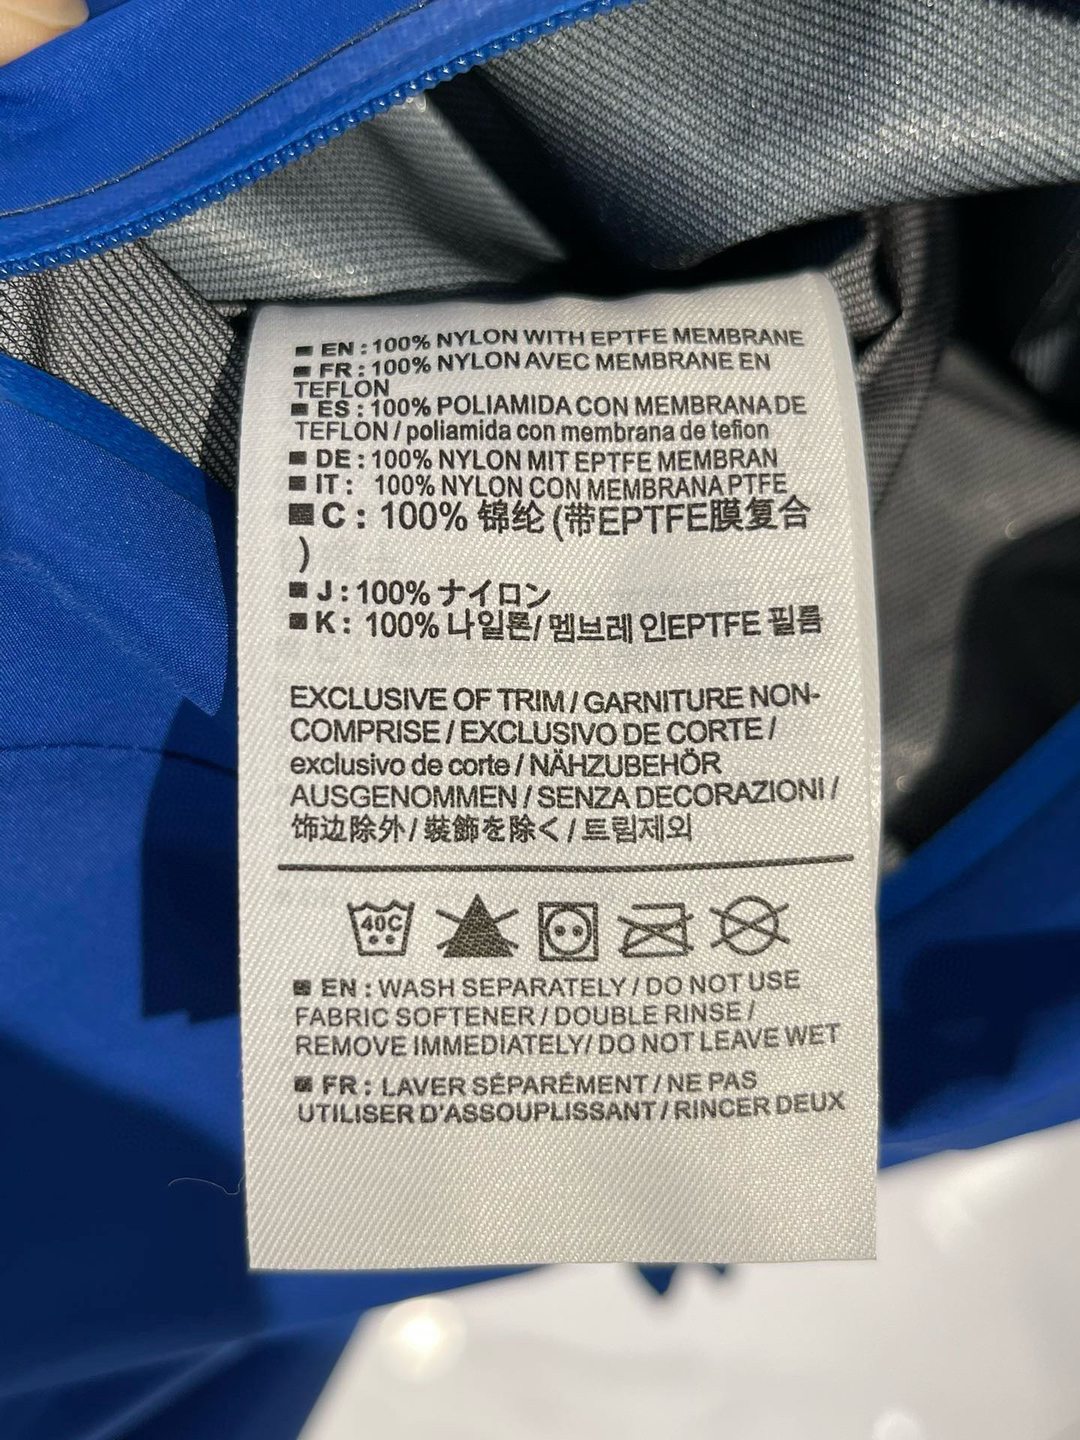 EN : 100% NYLON WITH EPTFE MEMBRANE
FR : 100% NYLON AVEC MEMBRANE EN
TEFLON
ES : 100% POLIAMIDA CON MEMBRANA DE
TEFLON / poliamida con membrana de teflon
DE : 100% NYLON MIT EPTFE MEMBRAN
IT : 100% NYLON CON MEMBRANA PTFE
C : 100% 锦纶 (带EPTFE膜复合
)
J : 100% ナイロン
K : 100% 나일론/ 멤브레 인EPTFE 필름
EXCLUSIVE OF TRIM / GARNITURE NON-
COMPRISE / EXCLUSIVO DE CORTE /
exclusivo de corte / NÄHZUBEHÖR
AUSGENOMMEN / SENZA DECORAZIONI /
饰边除外 / 裝飾を除く / 트림제외
40C
EN : WASH SEPARATELY / DO NOT USE
FABRIC SOFTENER / DOUBLE RINSE /
REMOVE IMMEDIATELY/ DO NOT LEAVE WET
FR : LAVER SÉPARÉMENT / NE PAS
UTILISER D'ASSOUPLISSANT / RINCER DEUX